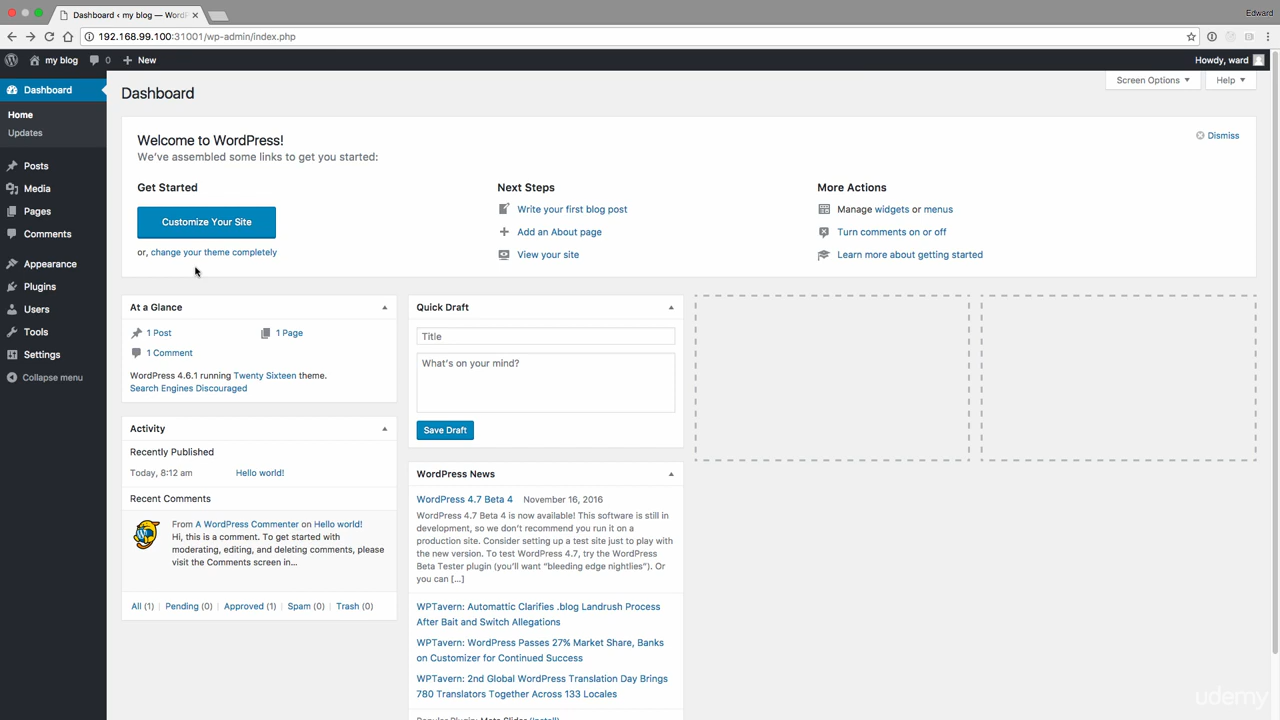 Dashboard ‹ my blog — WordP
Edward
192.168.99.100:31001/wp-admin/index.php
my blog
0
New
Howdy, ward
Dashboard
Home
Updates
Posts
Media
Pages
Comments
Appearance
Plugins
Users
Tools
Settings
Collapse menu
Dashboard
Screen Options
Help
Welcome to WordPress!
We've assembled some links to get you started:
Dismiss
Get Started
Customize Your Site
or, change your theme completely
Next Steps
Write your first blog post
Add an About page
View your site
More Actions
Manage widgets or menus
Turn comments on or off
Learn more about getting started
At a Glance
1 Post
1 Page
1 Comment
WordPress 4.6.1 running Twenty Sixteen theme.
Search Engines Discouraged
Activity
Recently Published
Today, 8:12 am
Hello world!
Recent Comments
From A WordPress Commenter on Hello world!
Hi, this is a comment. To get started with
moderating, editing, and deleting comments, please
visit the Comments screen in...
All (1) | Pending (0) | Approved (1) | Spam (0) | Trash (0)
Quick Draft
Title
What's on your mind?
Save Draft
WordPress News
WordPress 4.7 Beta 4 November 16, 2016
WordPress 4.7 Beta 4 is now available! This software is still in
development, so we don't recommend you run it on a
production site. Consider setting up a test site just to play with
the new version. To test WordPress 4.7, try the WordPress
Beta Tester plugin (you'll want "bleeding edge nightlies"). Or
you can [...]
WPTavern: Automattic Clarifies .blog Landrush Process
After Bait and Switch Allegations
WPTavern: WordPress Passes 27% Market Share, Banks
on Customizer for Continued Success
WPTavern: 2nd Global WordPress Translation Day Brings
780 Translators Together Across 133 Locales
Popular Plugin: Meta Slider (Install)
udemy